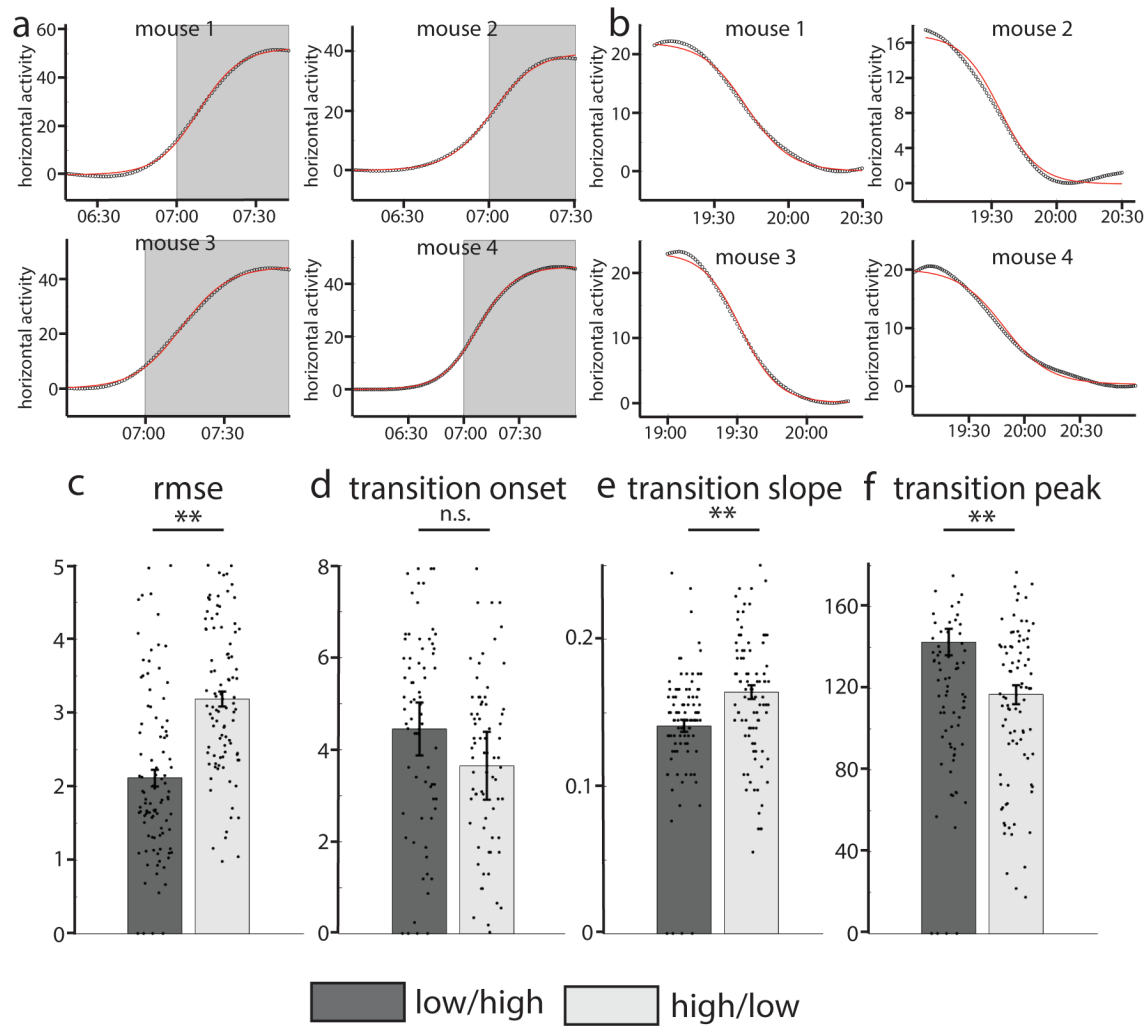 a
mouse 1
horizontal activity
60
40
20
0
06:30
07:00
07:30
mouse 2
horizontal activity
60
40
20
0
06:30
07:00
07:30
mouse 3
horizontal activity
40
20
0
07:00
07:30
mouse 4
horizontal activity
60
40
20
0
06:30
07:00
07:30
b
mouse 1
horizontal activity
20
10
0
19:30
20:00
20:30
mouse 2
horizontal activity
16
12
8
4
0
19:30
20:00
20:30
mouse 3
horizontal activity
20
10
0
19:00
19:30
20:00
mouse 4
horizontal activity
20
10
0
19:30
20:00
20:30
c
rmse
**
5
4
3
2
1
0
d
transition onset
n.s.
8
6
4
2
0
e
transition slope
**
0.2
0.1
0
f
transition peak
**
160
120
80
40
0
low/high
high/low